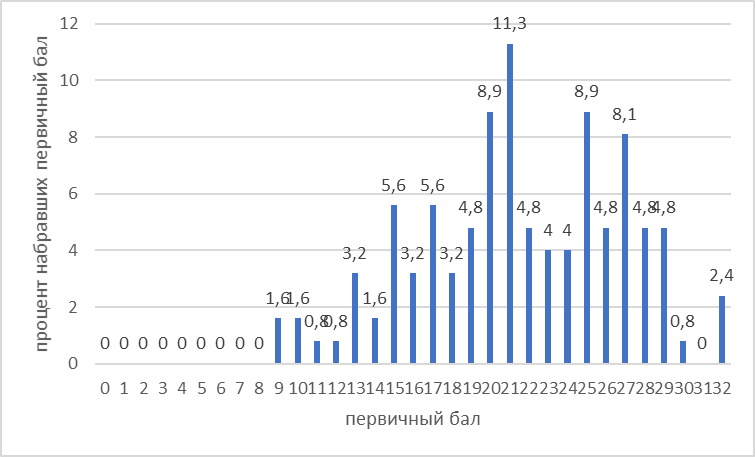 процент набравших первичный бал
12
10
8
6
4
2
0
0 0 0 0 0 0 0 0 0 1,6 1,6 0,8 0,8 3,2 1,6 5,6 3,2 5,6 3,2 4,8 8,9 11,3 4,8 4 4 8,9 4,8 8,1 4,8 4,8 0,8 0 2,4
0 1 2 3 4 5 6 7 8 9 10 11 12 13 14 15 16 17 18 19 20 21 22 23 24 25 26 27 28 29 30 31 32
первичный бал